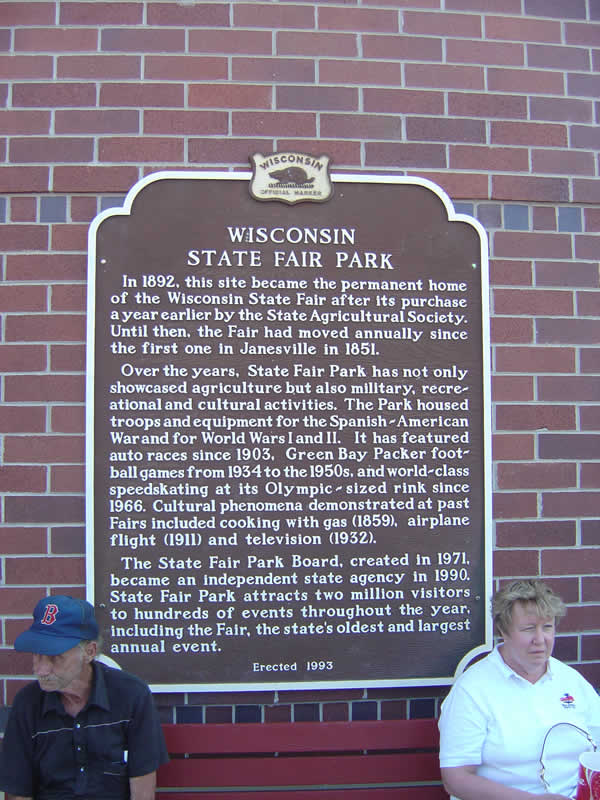 WISCONSIN
OFFICIAL MARKER
WISCONSIN
STATE FAIR PARK
In 1892, this site became the permanent home
of the Wisconsin State Fair after its purchase
a year earlier by the State Agricultural Society.
Until then, the Fair had moved annually since
the first one in Janesville in 1851.
Over the years, State Fair Park has not only
showcased agriculture but also military, recre-
ational and cultural activities. The Park housed
troops and equipment for the Spanish-American
War and for World Wars I and II. It has featured
auto races since 1903, Green Bay Packer foot-
ball games from 1934 to the 1950s, and world-class
speedskating at its Olympic-sized rink since
1966. Cultural phenomena demonstrated at past
Fairs included cooking with gas (1859), airplane
flight (1911) and television (1932).
The State Fair Park Board, created in 1971,
became an independent state agency in 1990.
State Fair Park attracts two million visitors
to hundreds of events throughout the year,
including the Fair, the state's oldest and largest
annual event.
Erected 1993
B